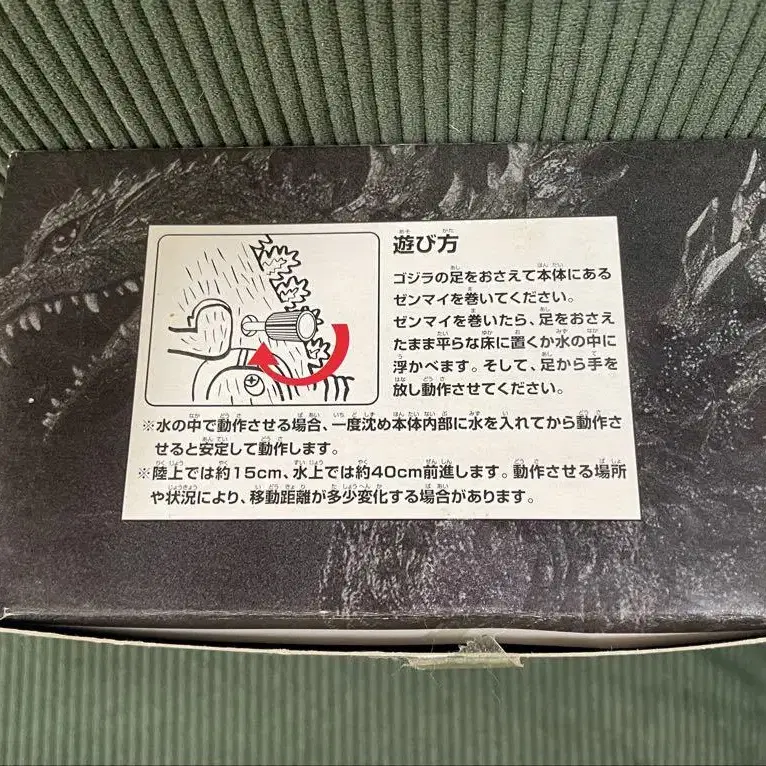 遊び方
ゴジラの足をおさえて本体にある
ゼンマイを巻いてください。
ゼンマイを巻いたら、足をおさえ
たまま平らな床に置くか水の中に
浮かべます。そして、足から手を
放し動作させてください。
※水の中で動作させる場合、一度沈め本体内部に水を入れてから動作さ
せると安定して動作します。
※陸上では約15cm、水上では約40cm前進します。動作させる場所
や状況により、移動距離が多少変化する場合があります。